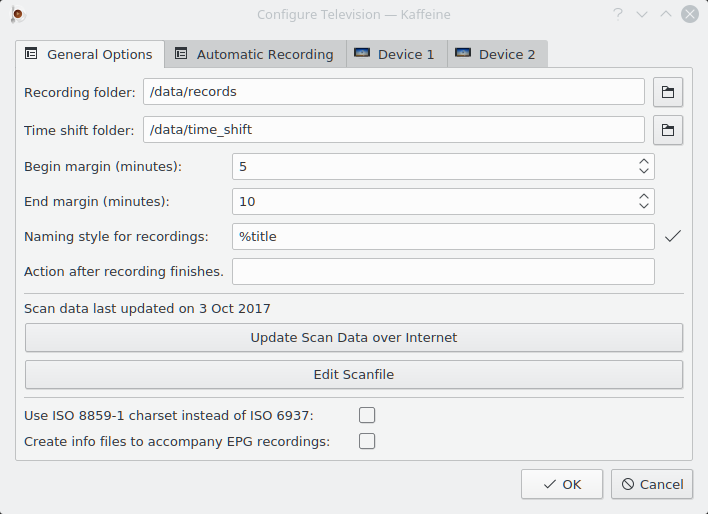 Configure Television — Kaffeine
General Options Automatic Recording Device 1 Device 2
Recording folder: /data/records
Time shift folder: /data/time_shift
Begin margin (minutes): 5
End margin (minutes): 10
Naming style for recordings: %title
Action after recording finishes.
Scan data last updated on 3 Oct 2017
Update Scan Data over Internet
Edit Scanfile
Use ISO 8859-1 charset instead of ISO 6937:
Create info files to accompany EPG recordings:
OK Cancel